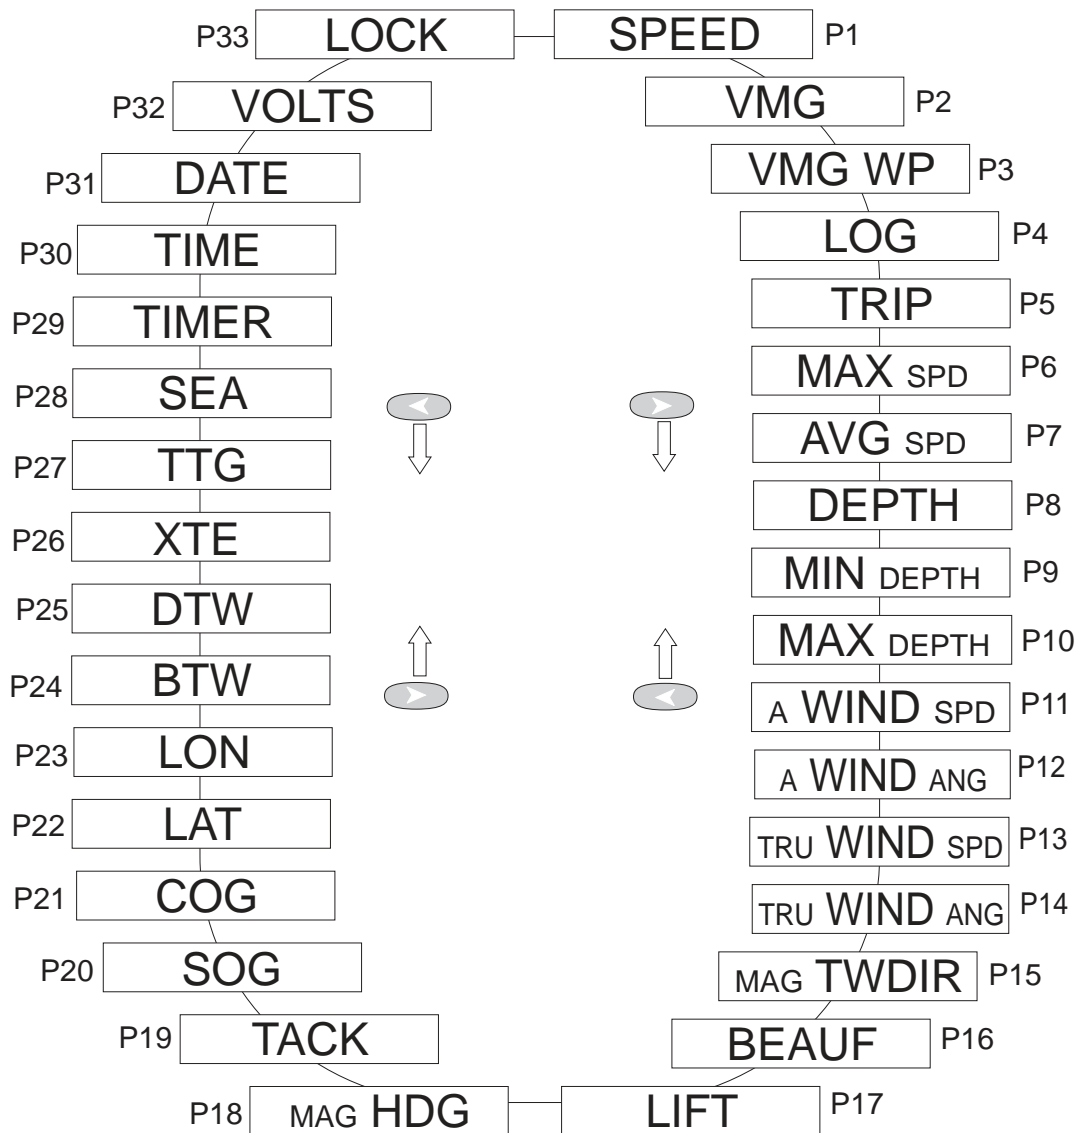 P33 LOCK
SPEED P1
P32 VOLTS
VMG P2
P31 DATE
VMG WP P3
P30 TIME
LOG P4
P29 TIMER
TRIP P5
P28 SEA
MAX SPD P6
P27 TTG
AVG SPD P7
P26 XTE
DEPTH P8
P25 DTW
MIN DEPTH P9
P24 BTW
MAX DEPTH P10
P23 LON
A WIND SPD P11
P22 LAT
A WIND ANG P12
P21 COG
TRU WIND SPD P13
P20 SOG
TRU WIND ANG P14
P19 TACK
MAG TWDIR P15
P18 MAG HDG
BEAUF P16
LIFT P17